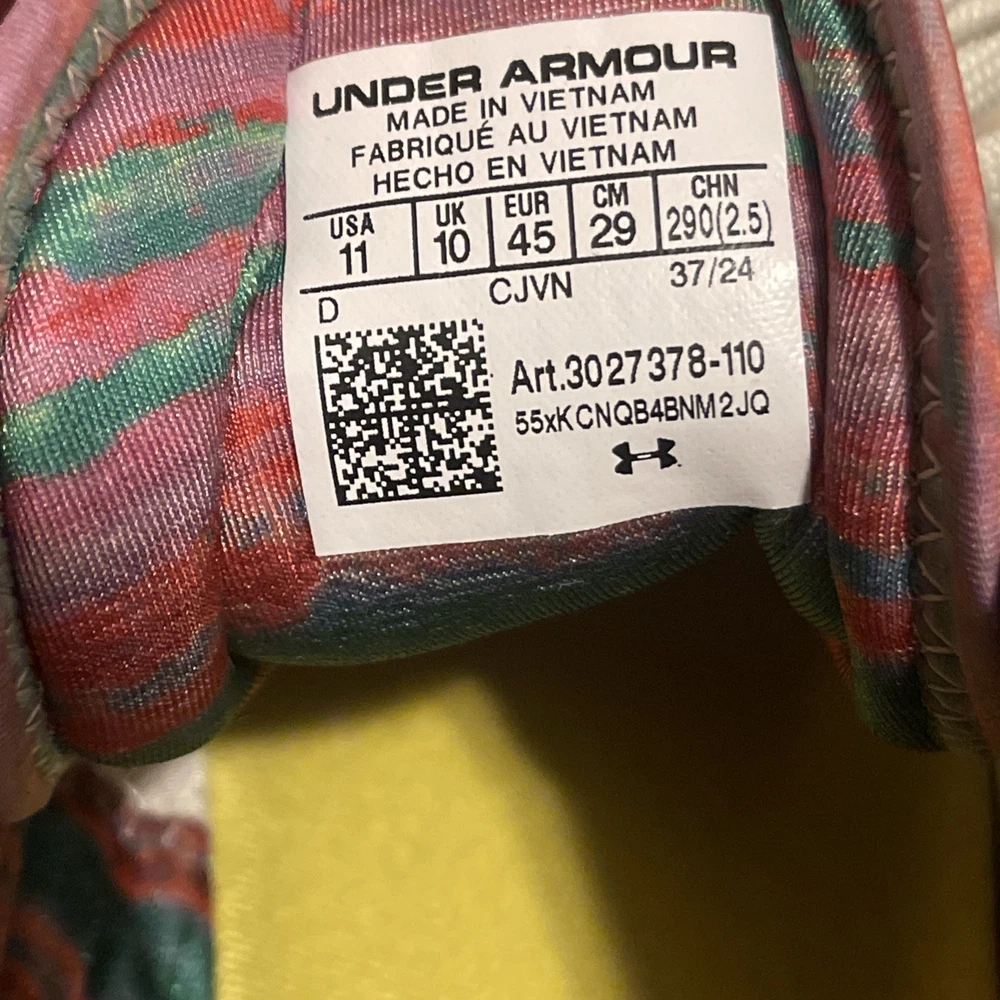 UNDER ARMOUR
MADE IN VIETNAM
FABRIQUÉ AU VIETNAM
HECHO EN VIETNAM
USA UK EUR CM CHN
11 10 45 29 290(2.5)
D CJVN 37/24
Art.3027378-110
55xKCNQB4BNM2JQ